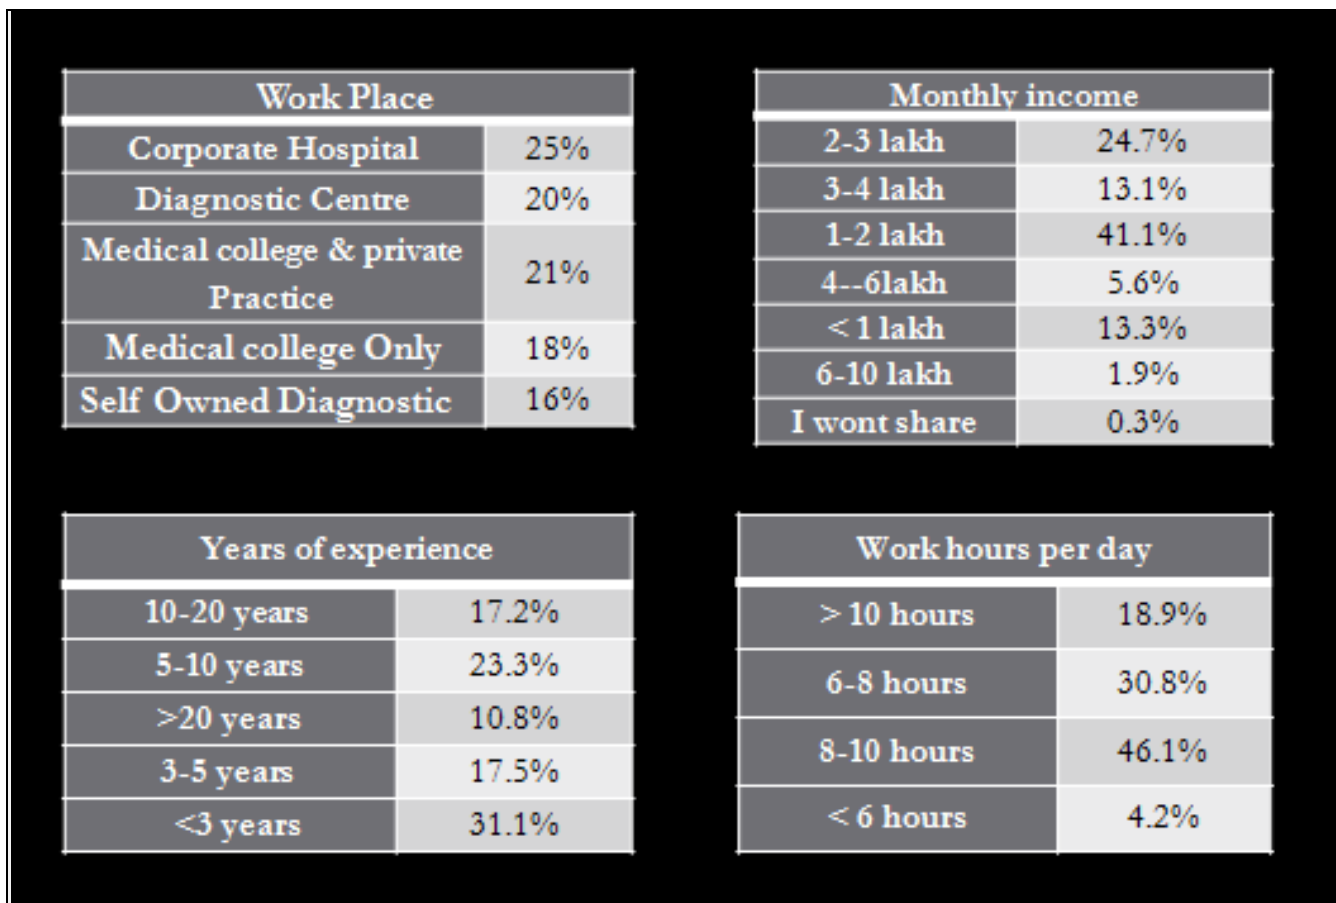 Work Place
Corporate Hospital 25%
Diagnostic Centre 20%
Medical college & private
Practice 21%
Medical college Only 18%
Self Owned Diagnostic 16%
Monthly income
2-3 lakh 24.7%
3-4 lakh 13.1%
1-2 lakh 41.1%
4--6lakh 5.6%
< 1 lakh 13.3%
6-10 lakh 1.9%
I wont share 0.3%
Years of experience
10-20 years 17.2%
5-10 years 23.3%
>20 years 10.8%
3-5 years 17.5%
<3 years 31.1%
Work hours per day
> 10 hours 18.9%
6-8 hours 30.8%
8-10 hours 46.1%
< 6 hours 4.2%